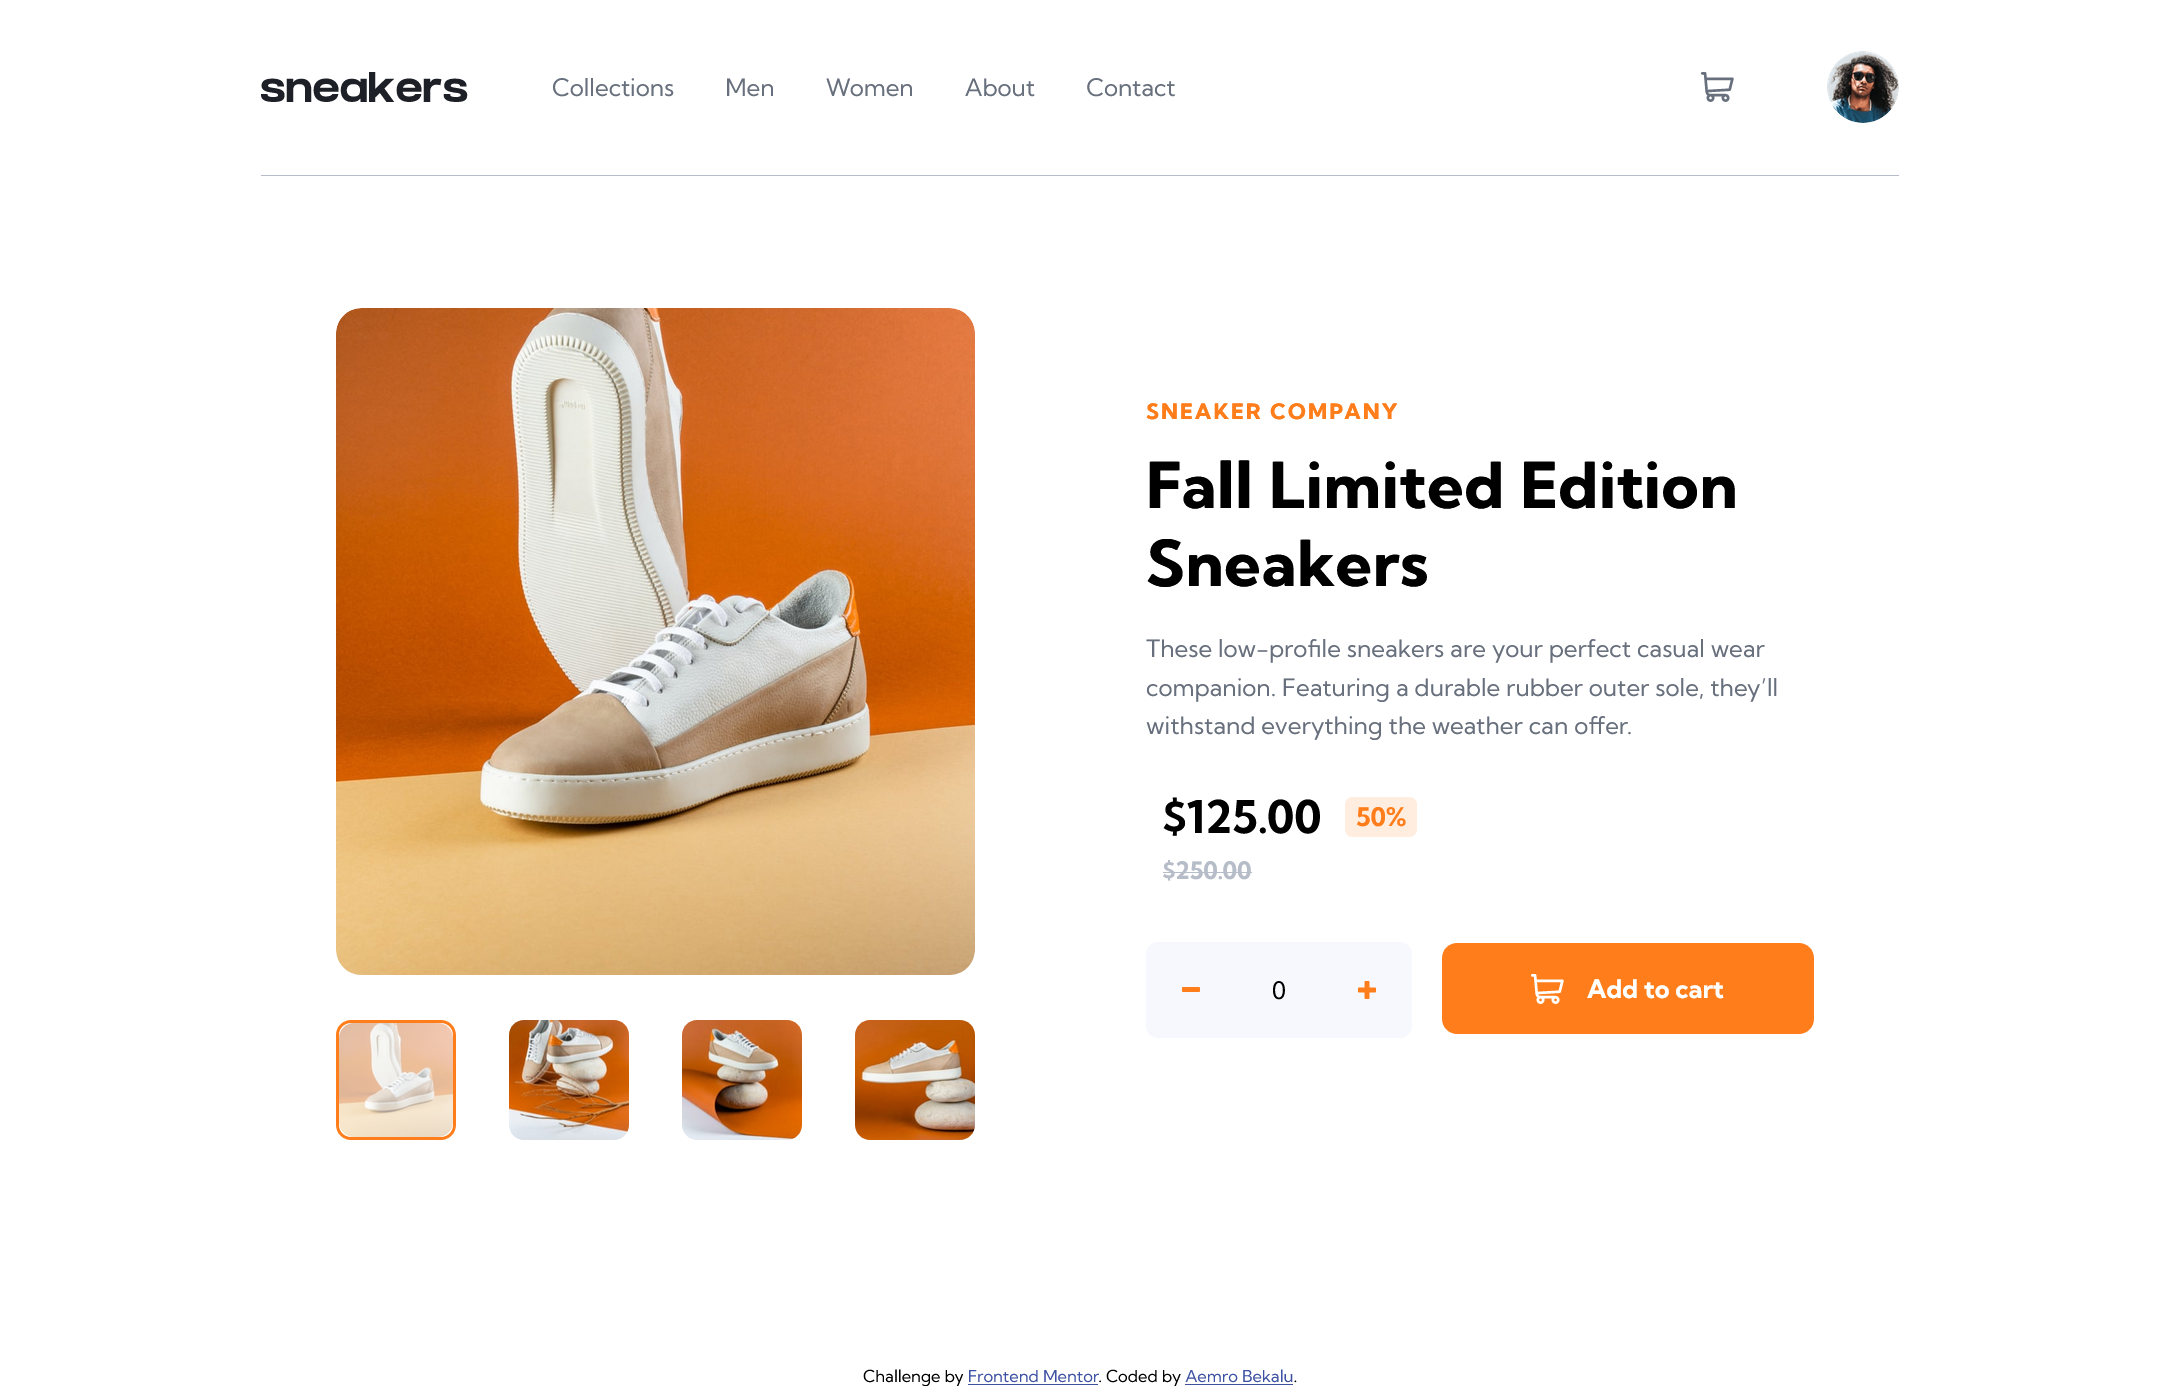 sneakers
Collections Men Women About Contact
SNEAKER COMPANY
Fall Limited Edition
Sneakers
These low-profile sneakers are your perfect casual wear
companion. Featuring a durable rubber outer sole, they’ll
withstand everything the weather can offer.
$125.00 50%
$250.00
0 Add to cart
Challenge by Frontend Mentor. Coded by Aemro Bekalu.